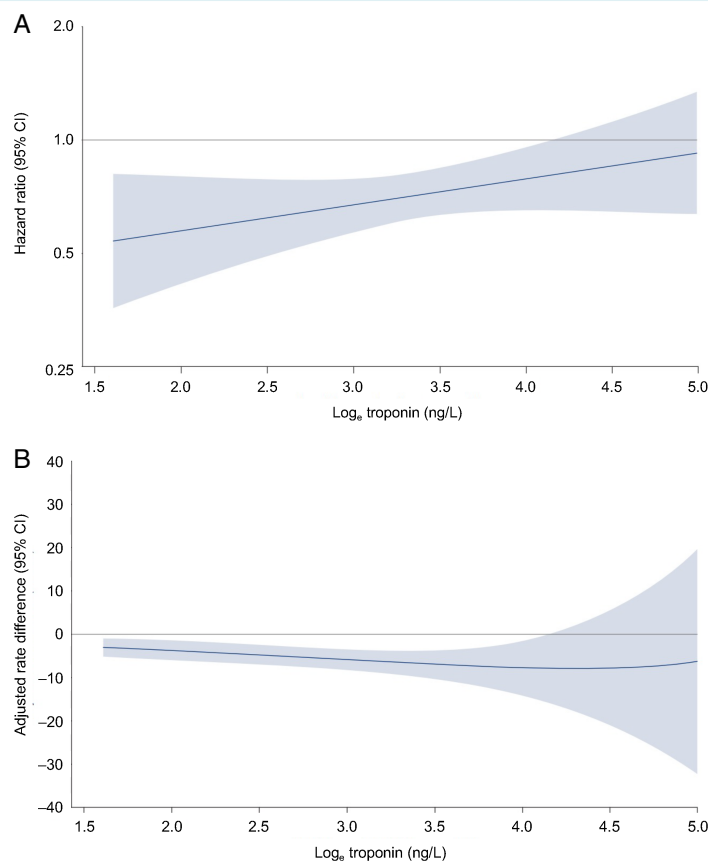 A
2.0
1.0
0.5
0.25
Hazard ratio (95% CI)
1.5 2.0 2.5 3.0 3.5 4.0 4.5 5.0
Logₑ troponin (ng/L)
B
40
30
20
10
0
–10
–20
–30
–40
Adjusted rate difference (95% CI)
1.5 2.0 2.5 3.0 3.5 4.0 4.5 5.0
Logₑ troponin (ng/L)